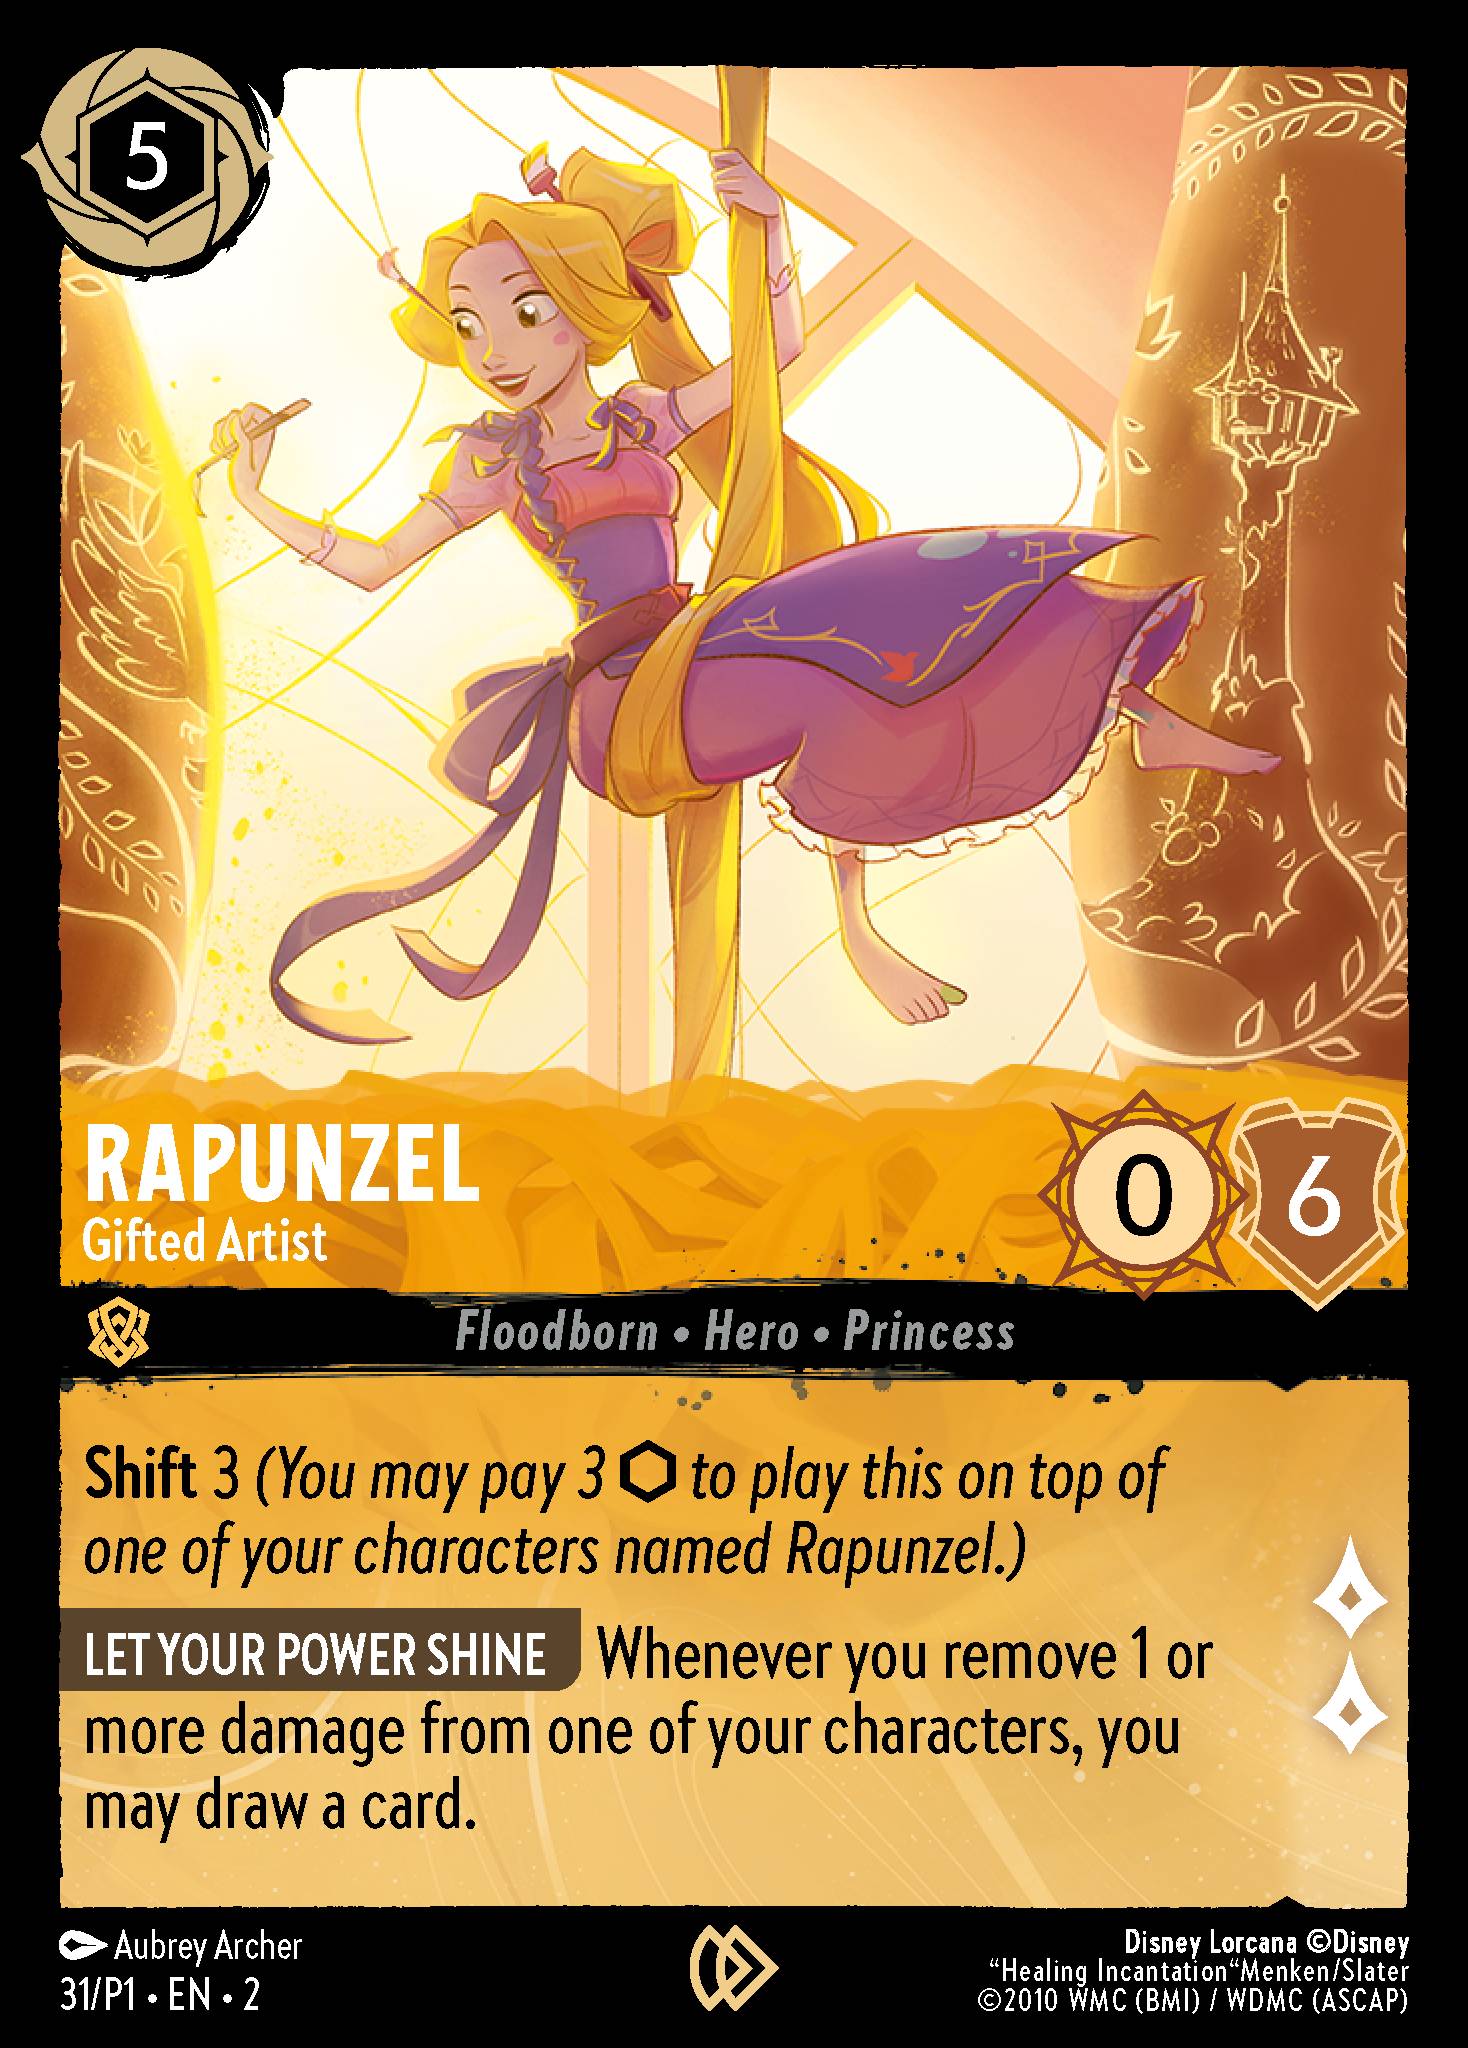 5
RAPUNZEL
Gifted Artist
0
6
Floodborn • Hero • Princess
Shift 3 (You may pay 3 to play this on top of
one of your characters named Rapunzel.)
LET YOUR POWER SHINE Whenever you remove 1 or
more damage from one of your characters, you
may draw a card.
Aubrey Archer
31/P1 • EN • 2
Disney Lorcana ©Disney
“Healing Incantation“Menken/Slater
©2010 WMC (BMI) / WDMC (ASCAP)